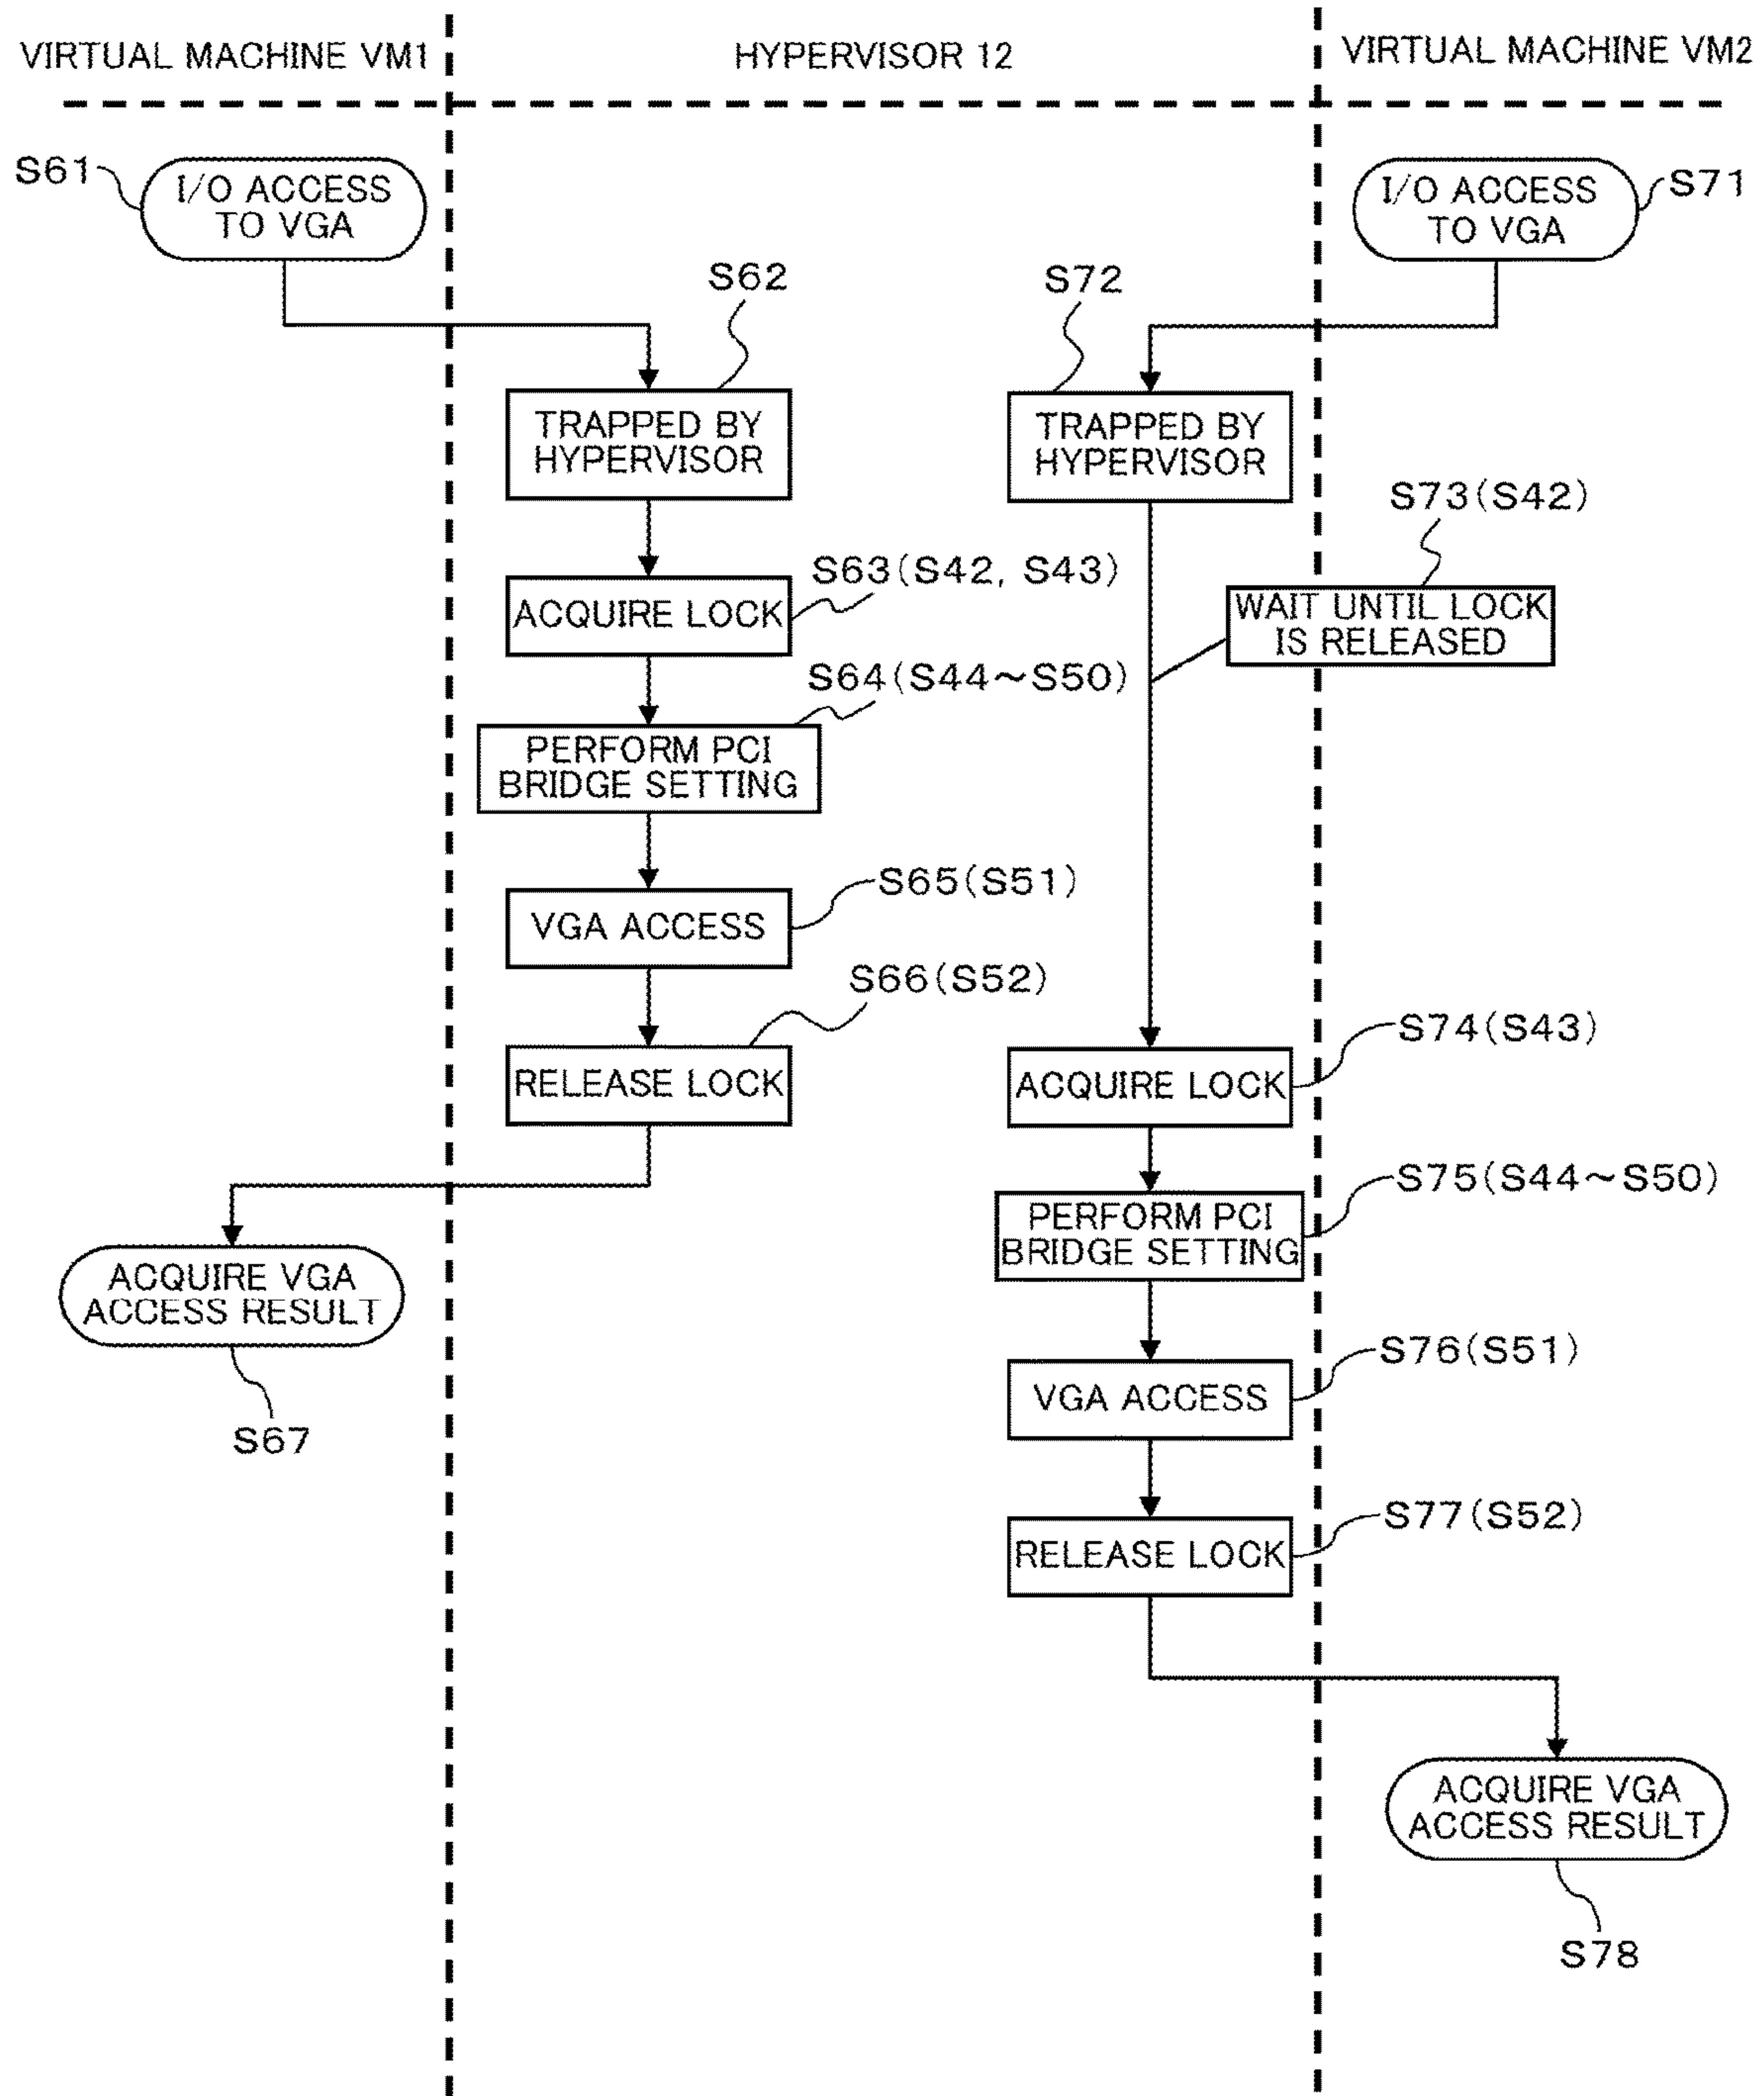 VIRTUAL MACHINE VM1
HYPERVISOR 12
VIRTUAL MACHINE VM2
S61
I/O ACCESS
TO VGA
I/O ACCESS
TO VGA
S71
S62
S72
TRAPPED BY
HYPERVISOR
TRAPPED BY
HYPERVISOR
S73(S42)
S63(S42, S43)
ACQUIRE LOCK
WAIT UNTIL LOCK
IS RELEASED
S64(S44~S50)
PERFORM PCI
BRIDGE SETTING
S65(S51)
VGA ACCESS
S66(S52)
RELEASE LOCK
S74(S43)
ACQUIRE LOCK
S75(S44~S50)
PERFORM PCI
BRIDGE SETTING
ACQUIRE VGA
ACCESS RESULT
S67
S76(S51)
VGA ACCESS
S77(S52)
RELEASE LOCK
ACQUIRE VGA
ACCESS RESULT
S78